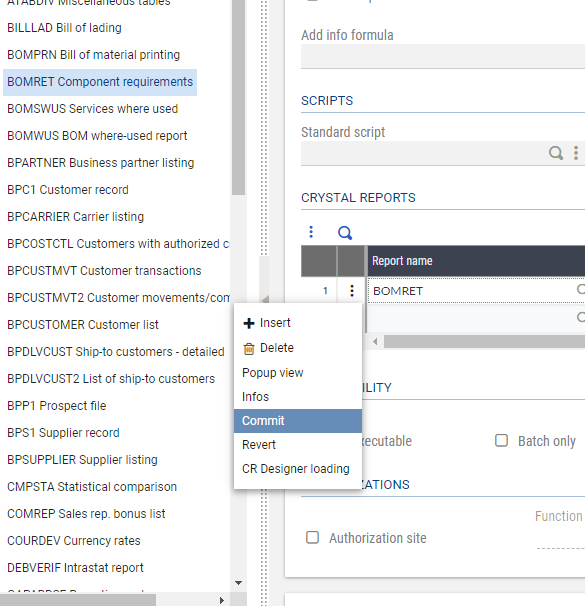 ATABDIV Miscellaneous tables
BILLLAD Bill of lading
BOMPRN Bill of material printing
BOMRET Component requirements
BOMSWUS Services where used
BOMWUS BOM where-used report
BPARTNER Business partner listing
BPC1 Customer record
BPCARRIER Carrier listing
BPCOSTCTL Customers with authorized c
BPCUSTMVT Customer transactions
BPCUSTMVT2 Customer movements/com
BPCUSTOMER Customer list
BPDLVCUST Ship-to customers - detailed
BPDLVCUST2 List of ship-to customers
BPP1 Prospect file
BPS1 Supplier record
BPSUPPLIER Supplier listing
CMPSTA Statistical comparison
COMREP Sales rep. bonus list
COURDEV Currency rates
DEBVERIF Intrastat report
Add info formula
SCRIPTS
Standard script
CRYSTAL REPORTS
Report name
1 BOMRET
Insert
Delete
Popup view
Infos
Commit
Revert
CR Designer loading
ILITY
xecutable
Batch only
ZATIONS
Function
Authorization site